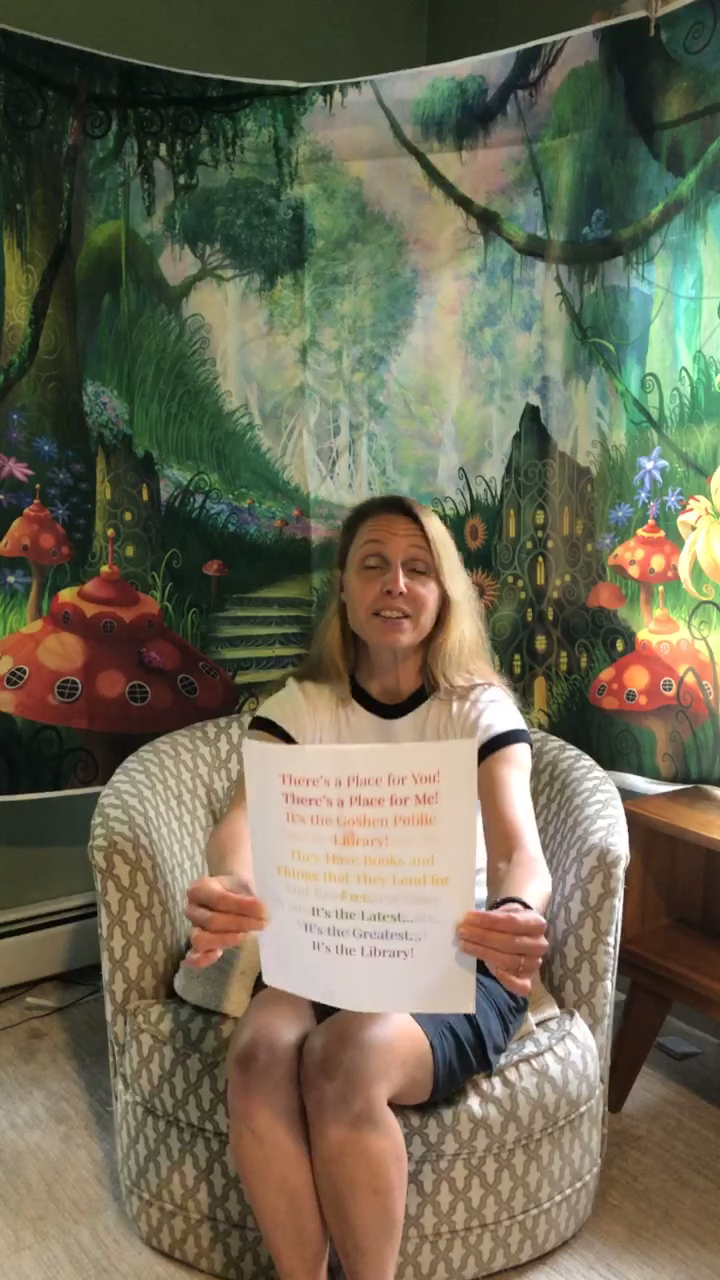 There's a Place for You!
There's a Place for Me!
It's the Goshen Public
Library!
They Have Books and
Things that They Lend for
Free
It's the Latest...
It's the Greatest...
It's the Library!